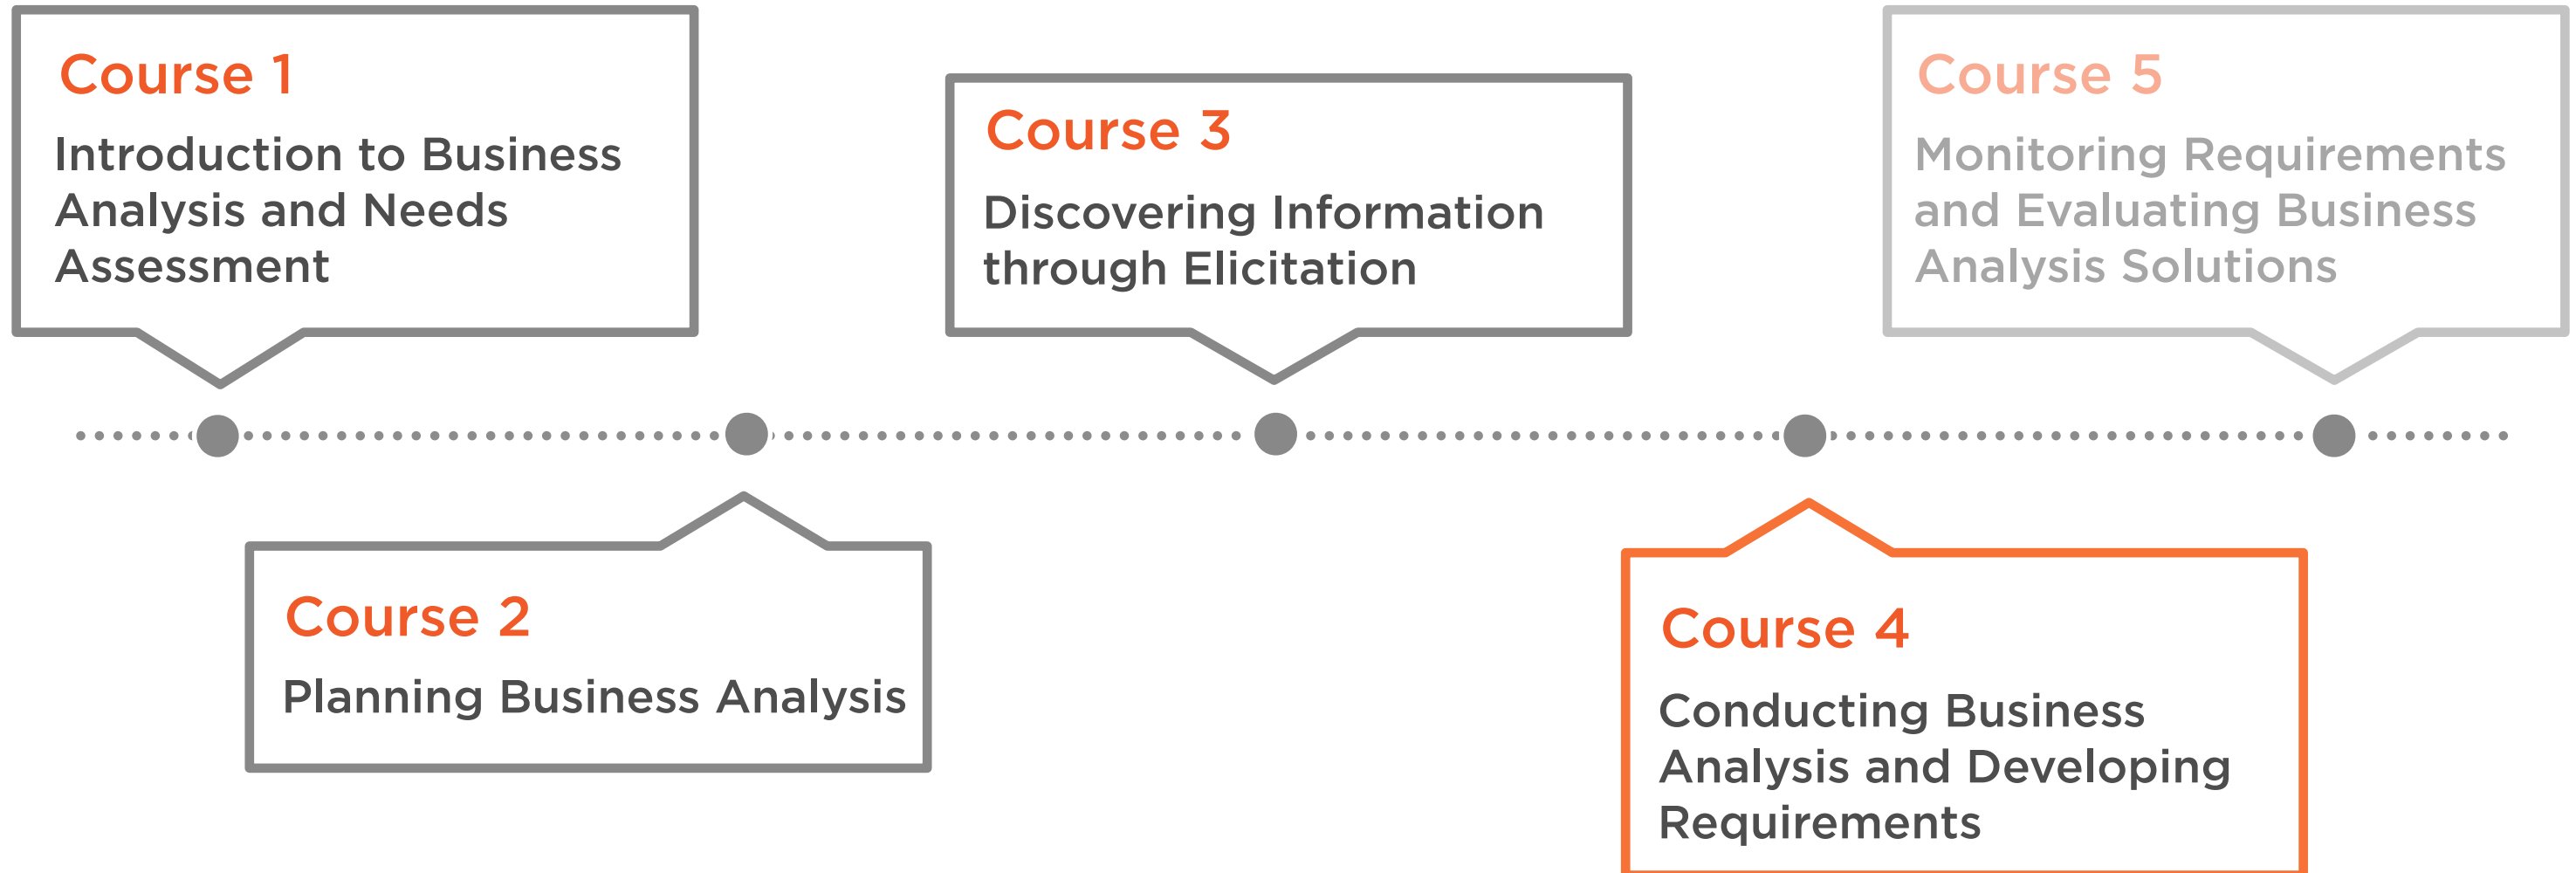 Course 1
Introduction to Business
Analysis and Needs
Assessment
Course 2
Planning Business Analysis
Course 3
Discovering Information
through Elicitation
Course 4
Conducting Business
Analysis and Developing
Requirements
Course 5
Monitoring Requirements
and Evaluating Business
Analysis Solutions